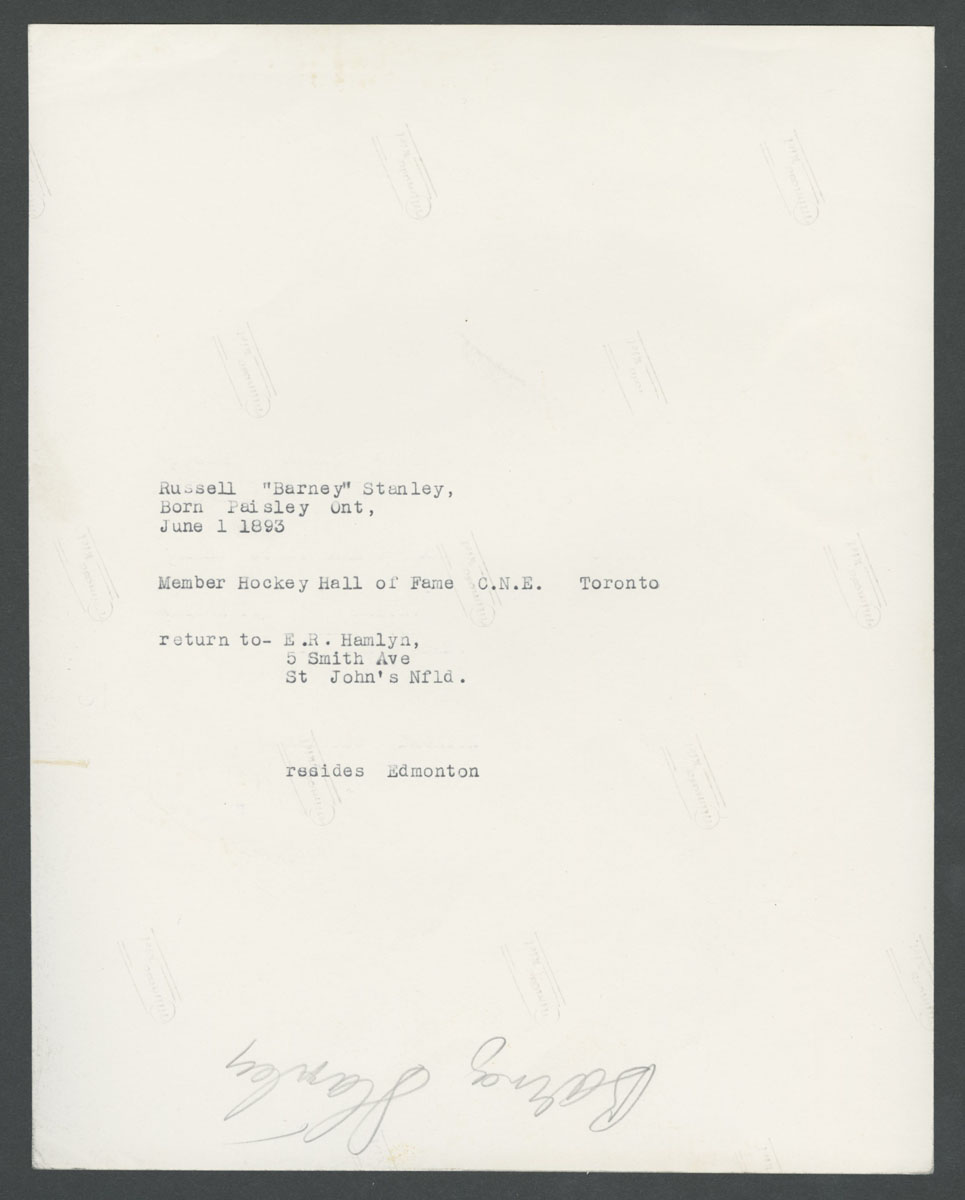 Russell "Barney" Stanley,
Born Paisley Ont,
June 1 1893
Member Hockey Hall of Fame C.N.E. Toronto
return to- E.R. Hamlyn,
5 Smith Ave
St John's Nfld.
resides Edmonton
Barney Stanley